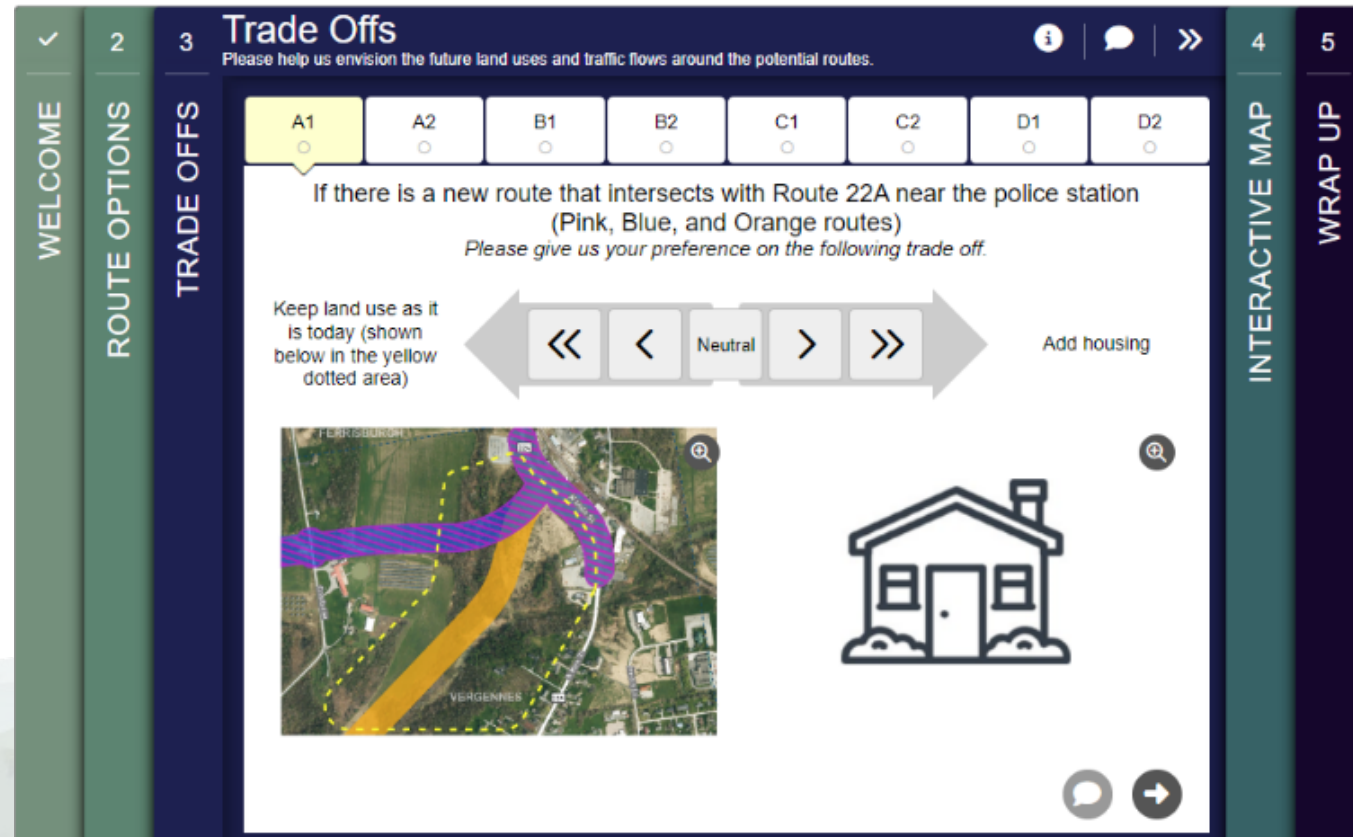 WELCOME
2
ROUTE OPTIONS
3
TRADE OFFS
Trade Offs
Please help us envision the future land uses and traffic flows around the potential routes.
A1
A2
B1
B2
C1
C2
D1
D2
If there is a new route that intersects with Route 22A near the police station
(Pink, Blue, and Orange routes)
Please give us your preference on the following trade off.
Keep land use as it
is today (shown
below in the yellow
dotted area)
<<
<
Neutral
>
>>
Add housing
FERRISBURGH
VERGENNES
4
INTERACTIVE MAP
5
WRAP UP